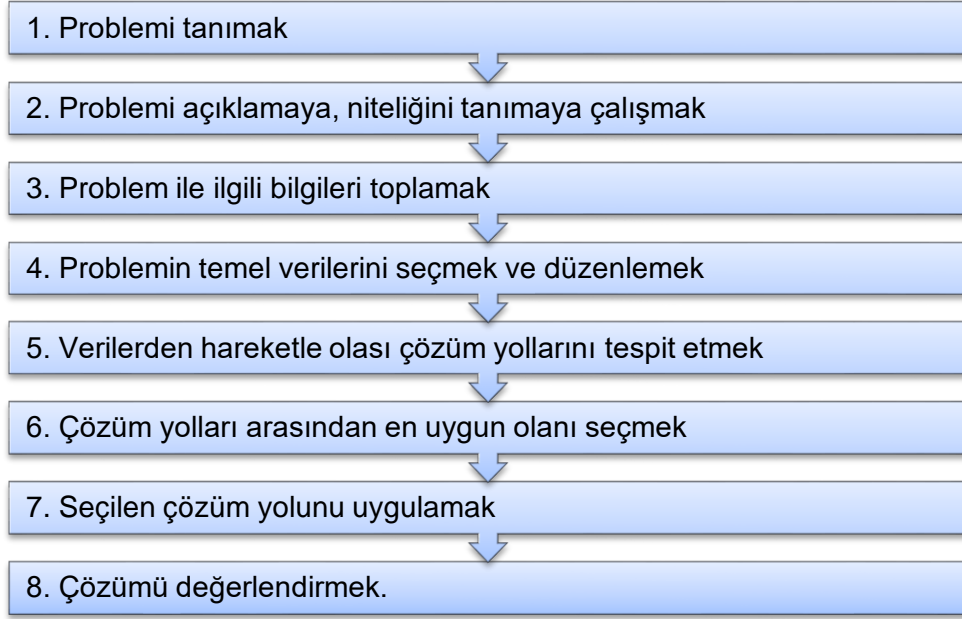 1. Problemi tanımak
2. Problemi açıklamaya, niteliğini tanımaya çalışmak
3. Problem ile ilgili bilgileri toplamak
4. Problemin temel verilerini seçmek ve düzenlemek
5. Verilerden hareketle olası çözüm yollarını tespit etmek
6. Çözüm yolları arasından en uygun olanı seçmek
7. Seçilen çözüm yolunu uygulamak
8. Çözümü değerlendirmek.